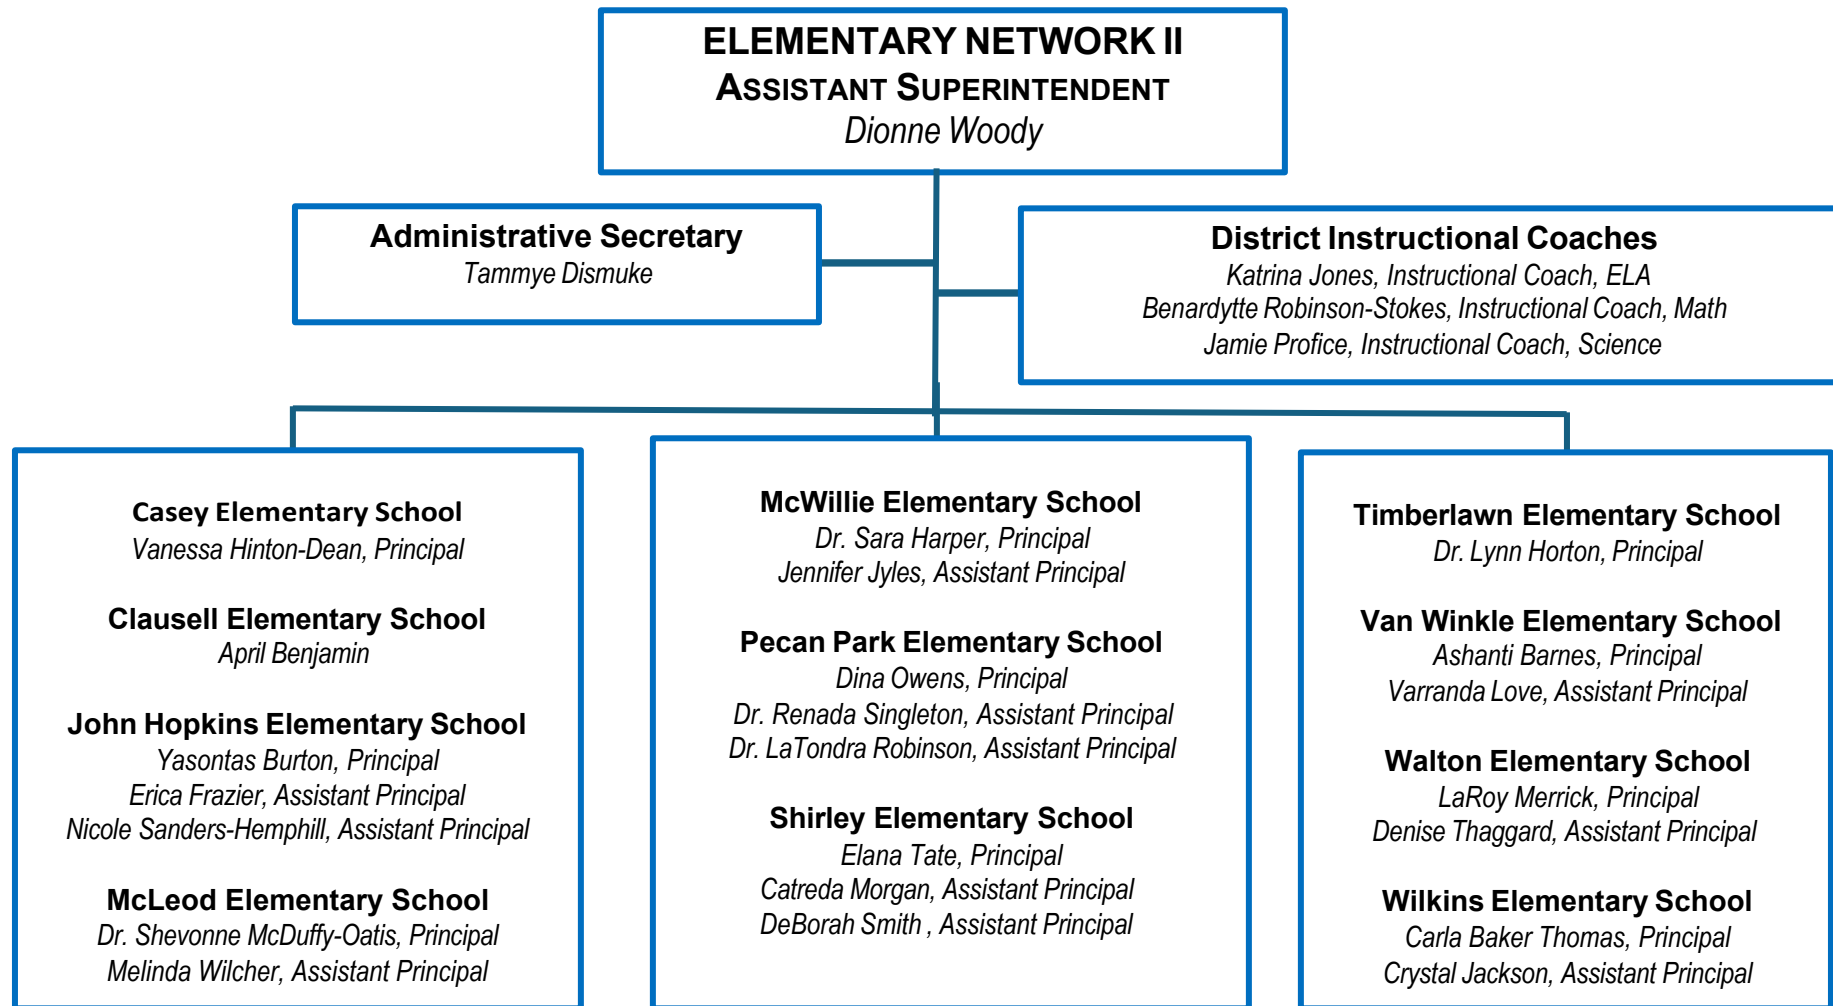 ELEMENTARY NETWORK II
ASSISTANT SUPERINTENDENT
Dionne Woody
Administrative Secretary
Tammye Dismuke
District Instructional Coaches
Katrina Jones, Instructional Coach, ELA
Benardytte Robinson-Stokes, Instructional Coach, Math
Jamie Profice, Instructional Coach, Science
Casey Elementary School
Vanessa Hinton-Dean, Principal
Clausell Elementary School
April Benjamin
John Hopkins Elementary School
Yasontas Burton, Principal
Erica Frazier, Assistant Principal
Nicole Sanders-Hemphill, Assistant Principal
McLeod Elementary School
Dr. Shevonne McDuffy-Oatis, Principal
Melinda Wilcher, Assistant Principal
McWillie Elementary School
Dr. Sara Harper, Principal
Jennifer Jyles, Assistant Principal
Pecan Park Elementary School
Dina Owens, Principal
Dr. Renada Singleton, Assistant Principal
Dr. LaTondra Robinson, Assistant Principal
Shirley Elementary School
Elana Tate, Principal
Catreda Morgan, Assistant Principal
DeBorah Smith , Assistant Principal
Timberlawn Elementary School
Dr. Lynn Horton, Principal
Van Winkle Elementary School
Ashanti Barnes, Principal
Varranda Love, Assistant Principal
Walton Elementary School
LaRoy Merrick, Principal
Denise Thaggard, Assistant Principal
Wilkins Elementary School
Carla Baker Thomas, Principal
Crystal Jackson, Assistant Principal